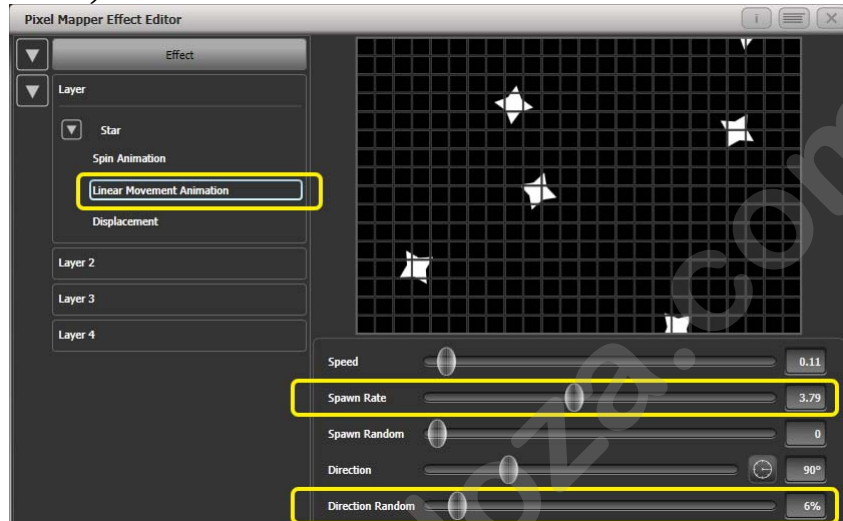 Pixel Mapper Effect Editor
Effect
Layer
Star
Spin Animation
Linear Movement Animation
Displacement
Layer 2
Layer 3
Layer 4
Speed 0.11
Spawn Rate 3.79
Spawn Random 0
Direction 90°
Direction Random 6%